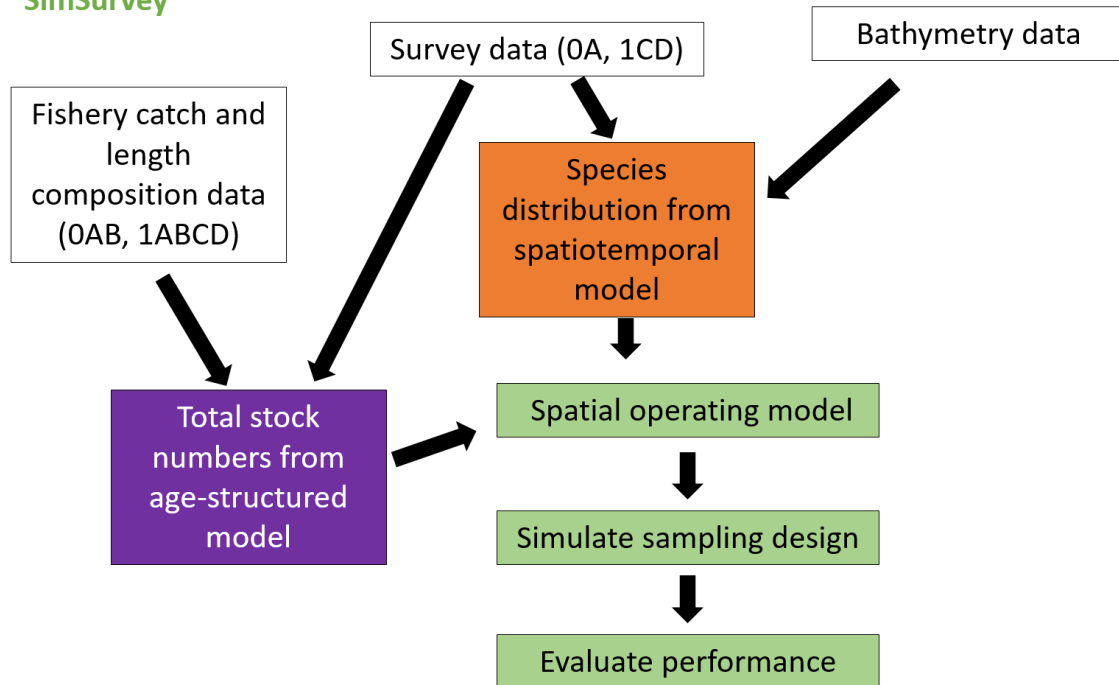 SimSurvey
Survey data (0A, 1CD)
Bathymetry data
Fishery catch and
length
composition data
(0AB, 1ABCD)
Species
distribution from
spatiotemporal
model
Total stock
numbers from
age-structured
model
Spatial operating model
Simulate sampling design
Evaluate performance